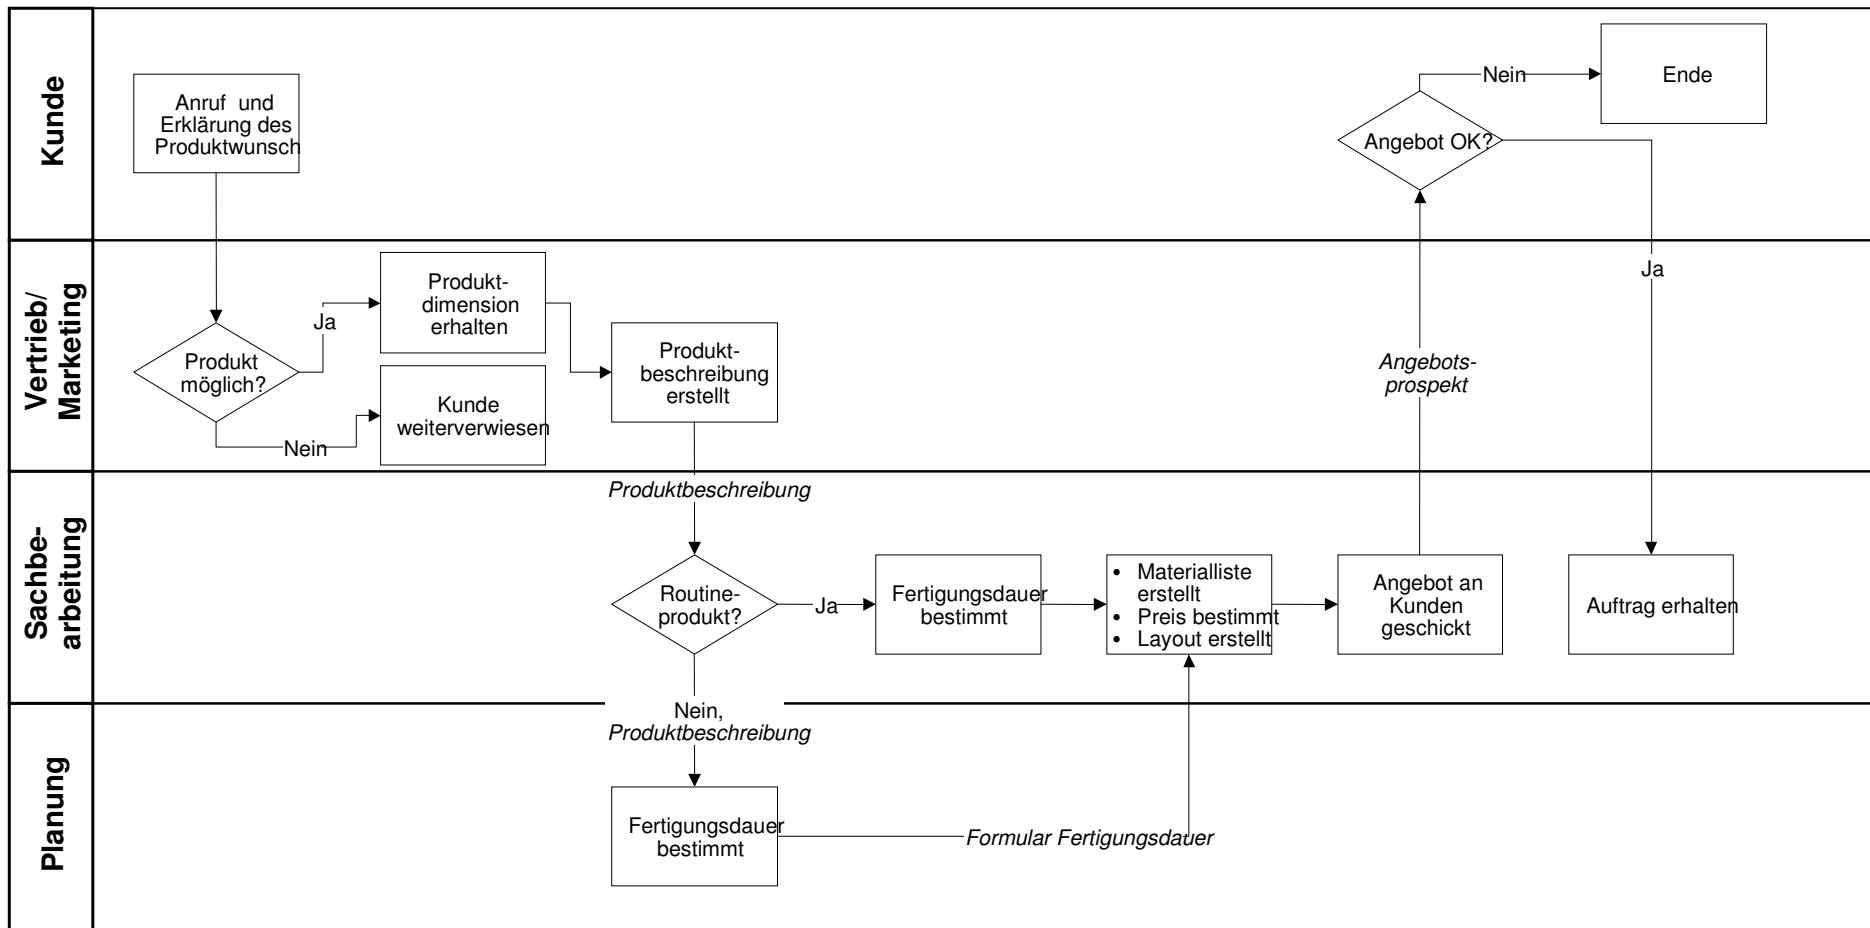 Kunde
Anruf und
Erklärung des
Produktwunsch
Angebot OK?
Nein
Ende
Ja
Vertrieb/
Marketing
Produkt
möglich?
Ja
Nein
Produkt-
dimension
erhalten
Kunde
weiterverwiesen
Produkt-
beschreibung
erstellt
Angebots-
prospekt
Sachbe-
arbeitung
Produktbeschreibung
Routine-
produkt?
Ja
Fertigungsdauer
bestimmt
• Materialliste
erstellt
• Preis bestimmt
• Layout erstellt
Angebot an
Kunden
geschickt
Auftrag erhalten
Planung
Nein,
Produktbeschreibung
Fertigungsdauer
bestimmt
Formular Fertigungsdauer